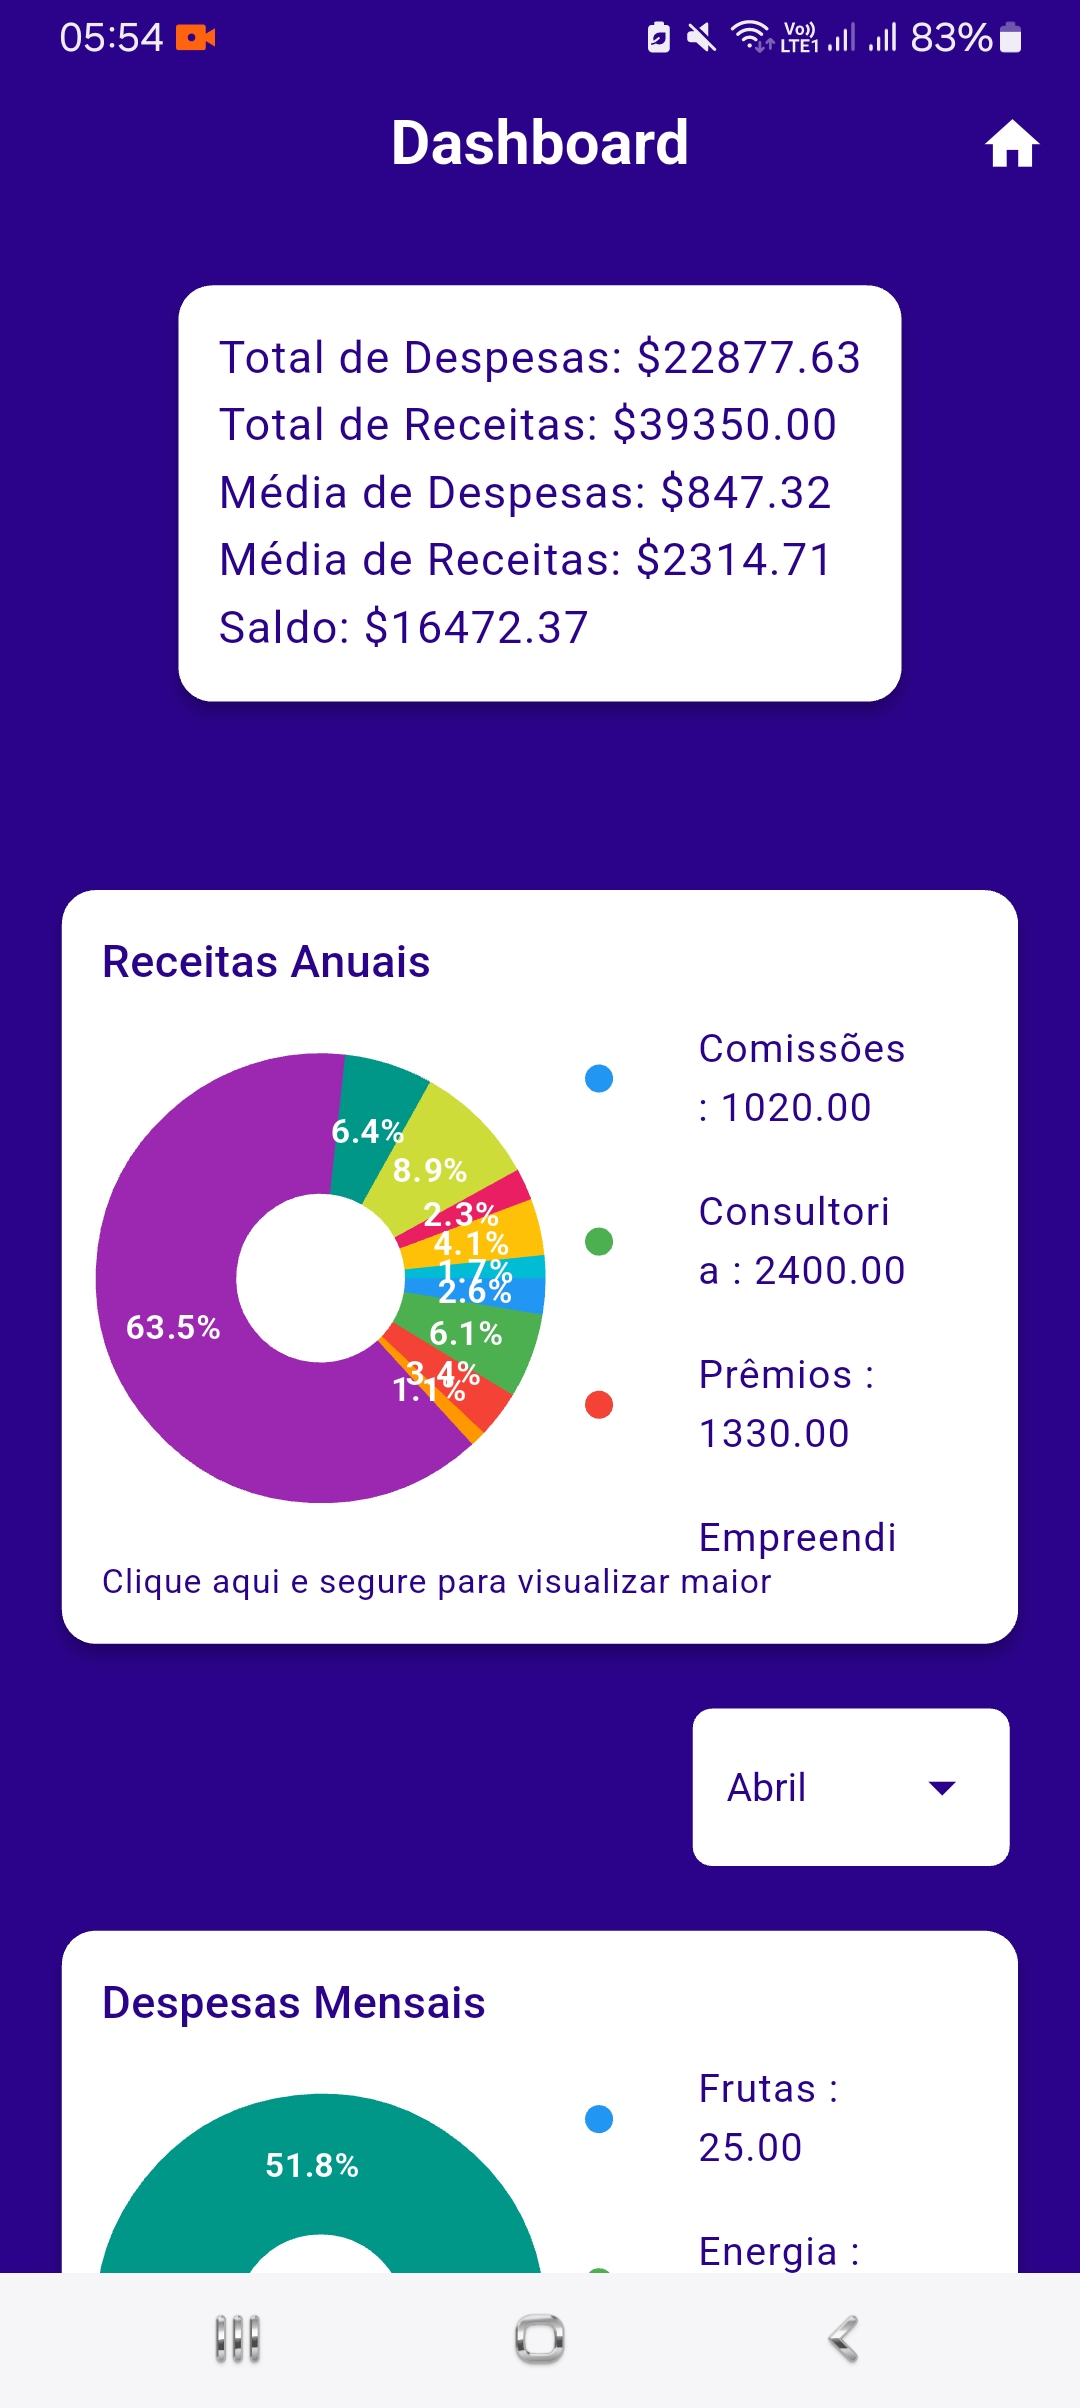 05:54
Vo))
LTE1
83%
Dashboard
Total de Despesas: $22877.63
Total de Receitas: $39350.00
Média de Despesas: $847.32
Média de Receitas: $2314.71
Saldo: $16472.37
Receitas Anuais
6.4%
8.9%
2.3%
4.1%
1.7%
2.6%
6.1%
3.4%
1.1%
63.5%
Comissões
: 1020.00
Consultori
a : 2400.00
Prêmios :
1330.00
Empreendi
Clique aqui e segure para visualizar maior
Abril
Despesas Mensais
51.8%
Frutas :
25.00
Energia :